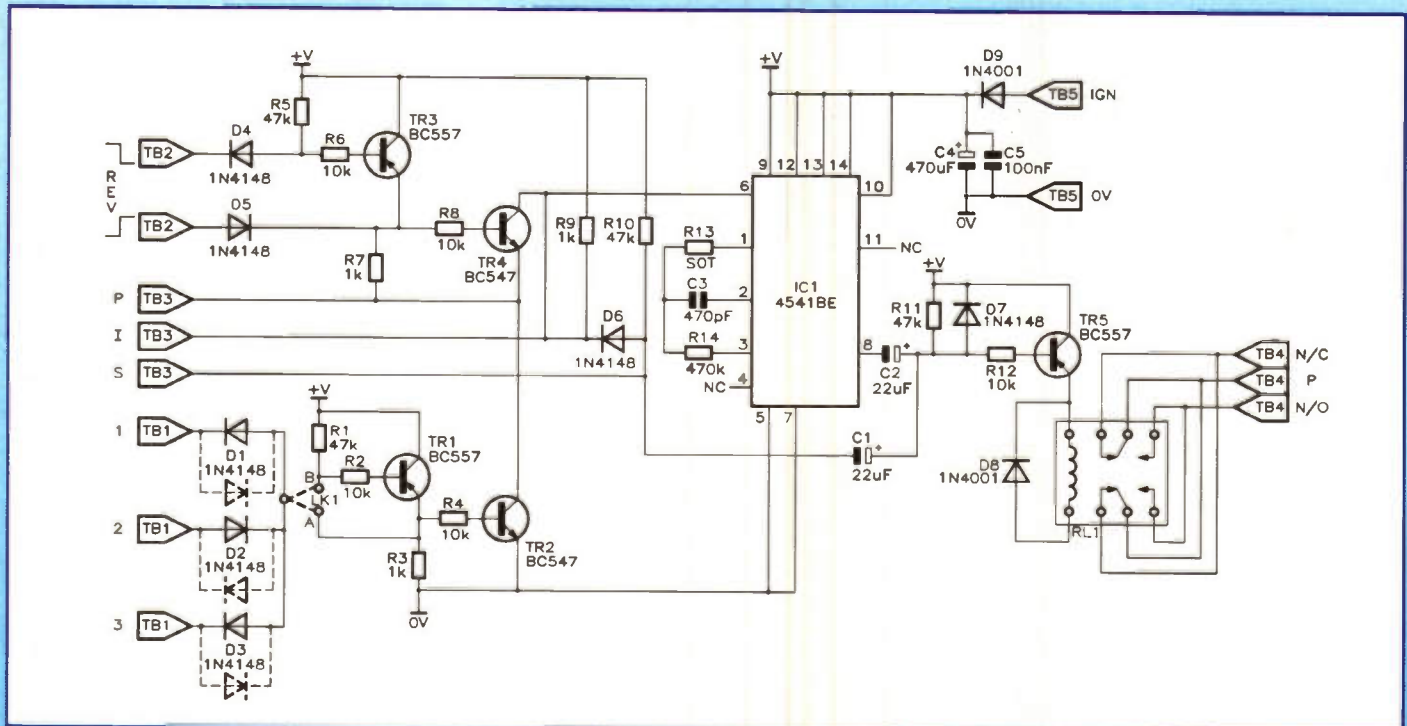 +V
R5
47k
D4
TB2
1N4148
R6
10k
TR3
BC557
REV
TB2
D5
1N4148
R8
10k
R7
1k
TR4
BC547
P
TB3
I
TB3
S
TB3
R9
1k
R10
47k
D6
1N4148
1
TB1
D1
1N4148
2
TB1
D2
1N4148
3
TB1
D3
1N4148
+V
R1
47k
B
LK1
A
R2
10k
TR1
BC557
R4
10k
R3
1k
0V
TR2
BC547
+V
9
12
13
14
6
10
1
11
NC
2
3
4
NC
8
5
7
IC1
4541BE
R13
SOT
C3
470pF
R14
470k
D9
1N4001
TB5
IGN
C4
+
470uF
C5
100nF
TB5
0V
0V
+V
R11
47k
D7
1N4148
C2
+
22uF
R12
10k
TR5
BC557
C1
+
22uF
D8
1N4001
RL1
TB4
N/C
TB4
P
TB4
N/O